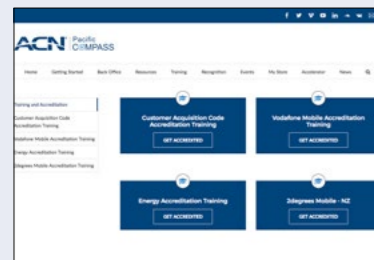 ACN Pacific
COMPASS
Home Getting Started Back Office Resources Training Recognition Events My Store Accelerator News
Training and Accreditation
Customer Acquisition Code
Accreditation Training
Vodafone Mobile Accreditation Training
Energy Accreditation Training
2degrees Mobile Accreditation Training
Customer Acquisition Code
Accreditation Training
GET ACCREDITED
Vodafone Mobile Accreditation
Training
GET ACCREDITED
Energy Accreditation Training
GET ACCREDITED
2degrees Mobile - NZ
GET ACCREDITED